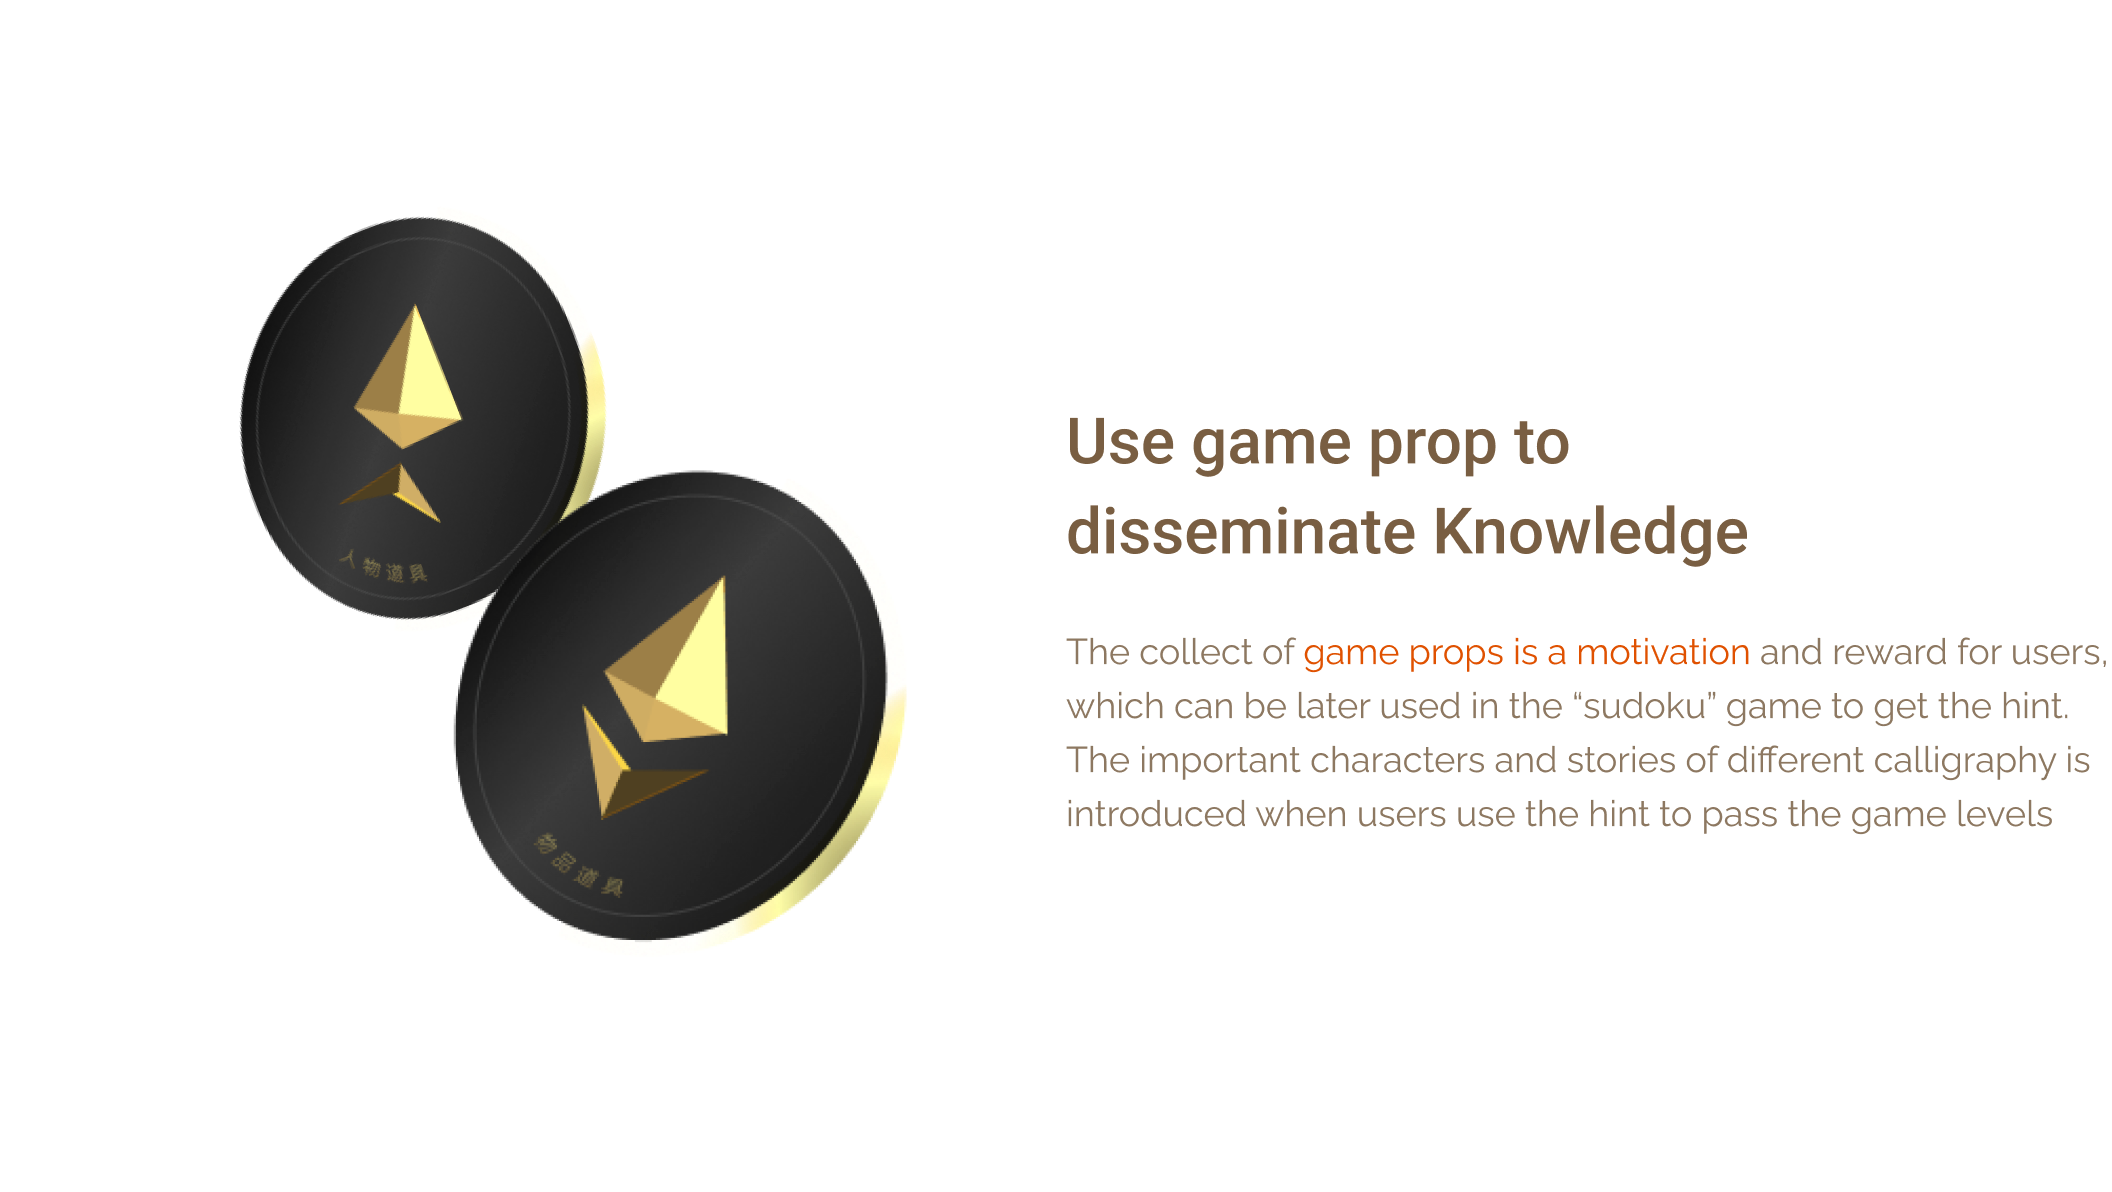 人物道具
物品道具
Use game prop to
disseminate Knowledge
The collect of game props is a motivation and reward for users,
which can be later used in the “sudoku” game to get the hint.
The important characters and stories of different calligraphy is
introduced when users use the hint to pass the game levels